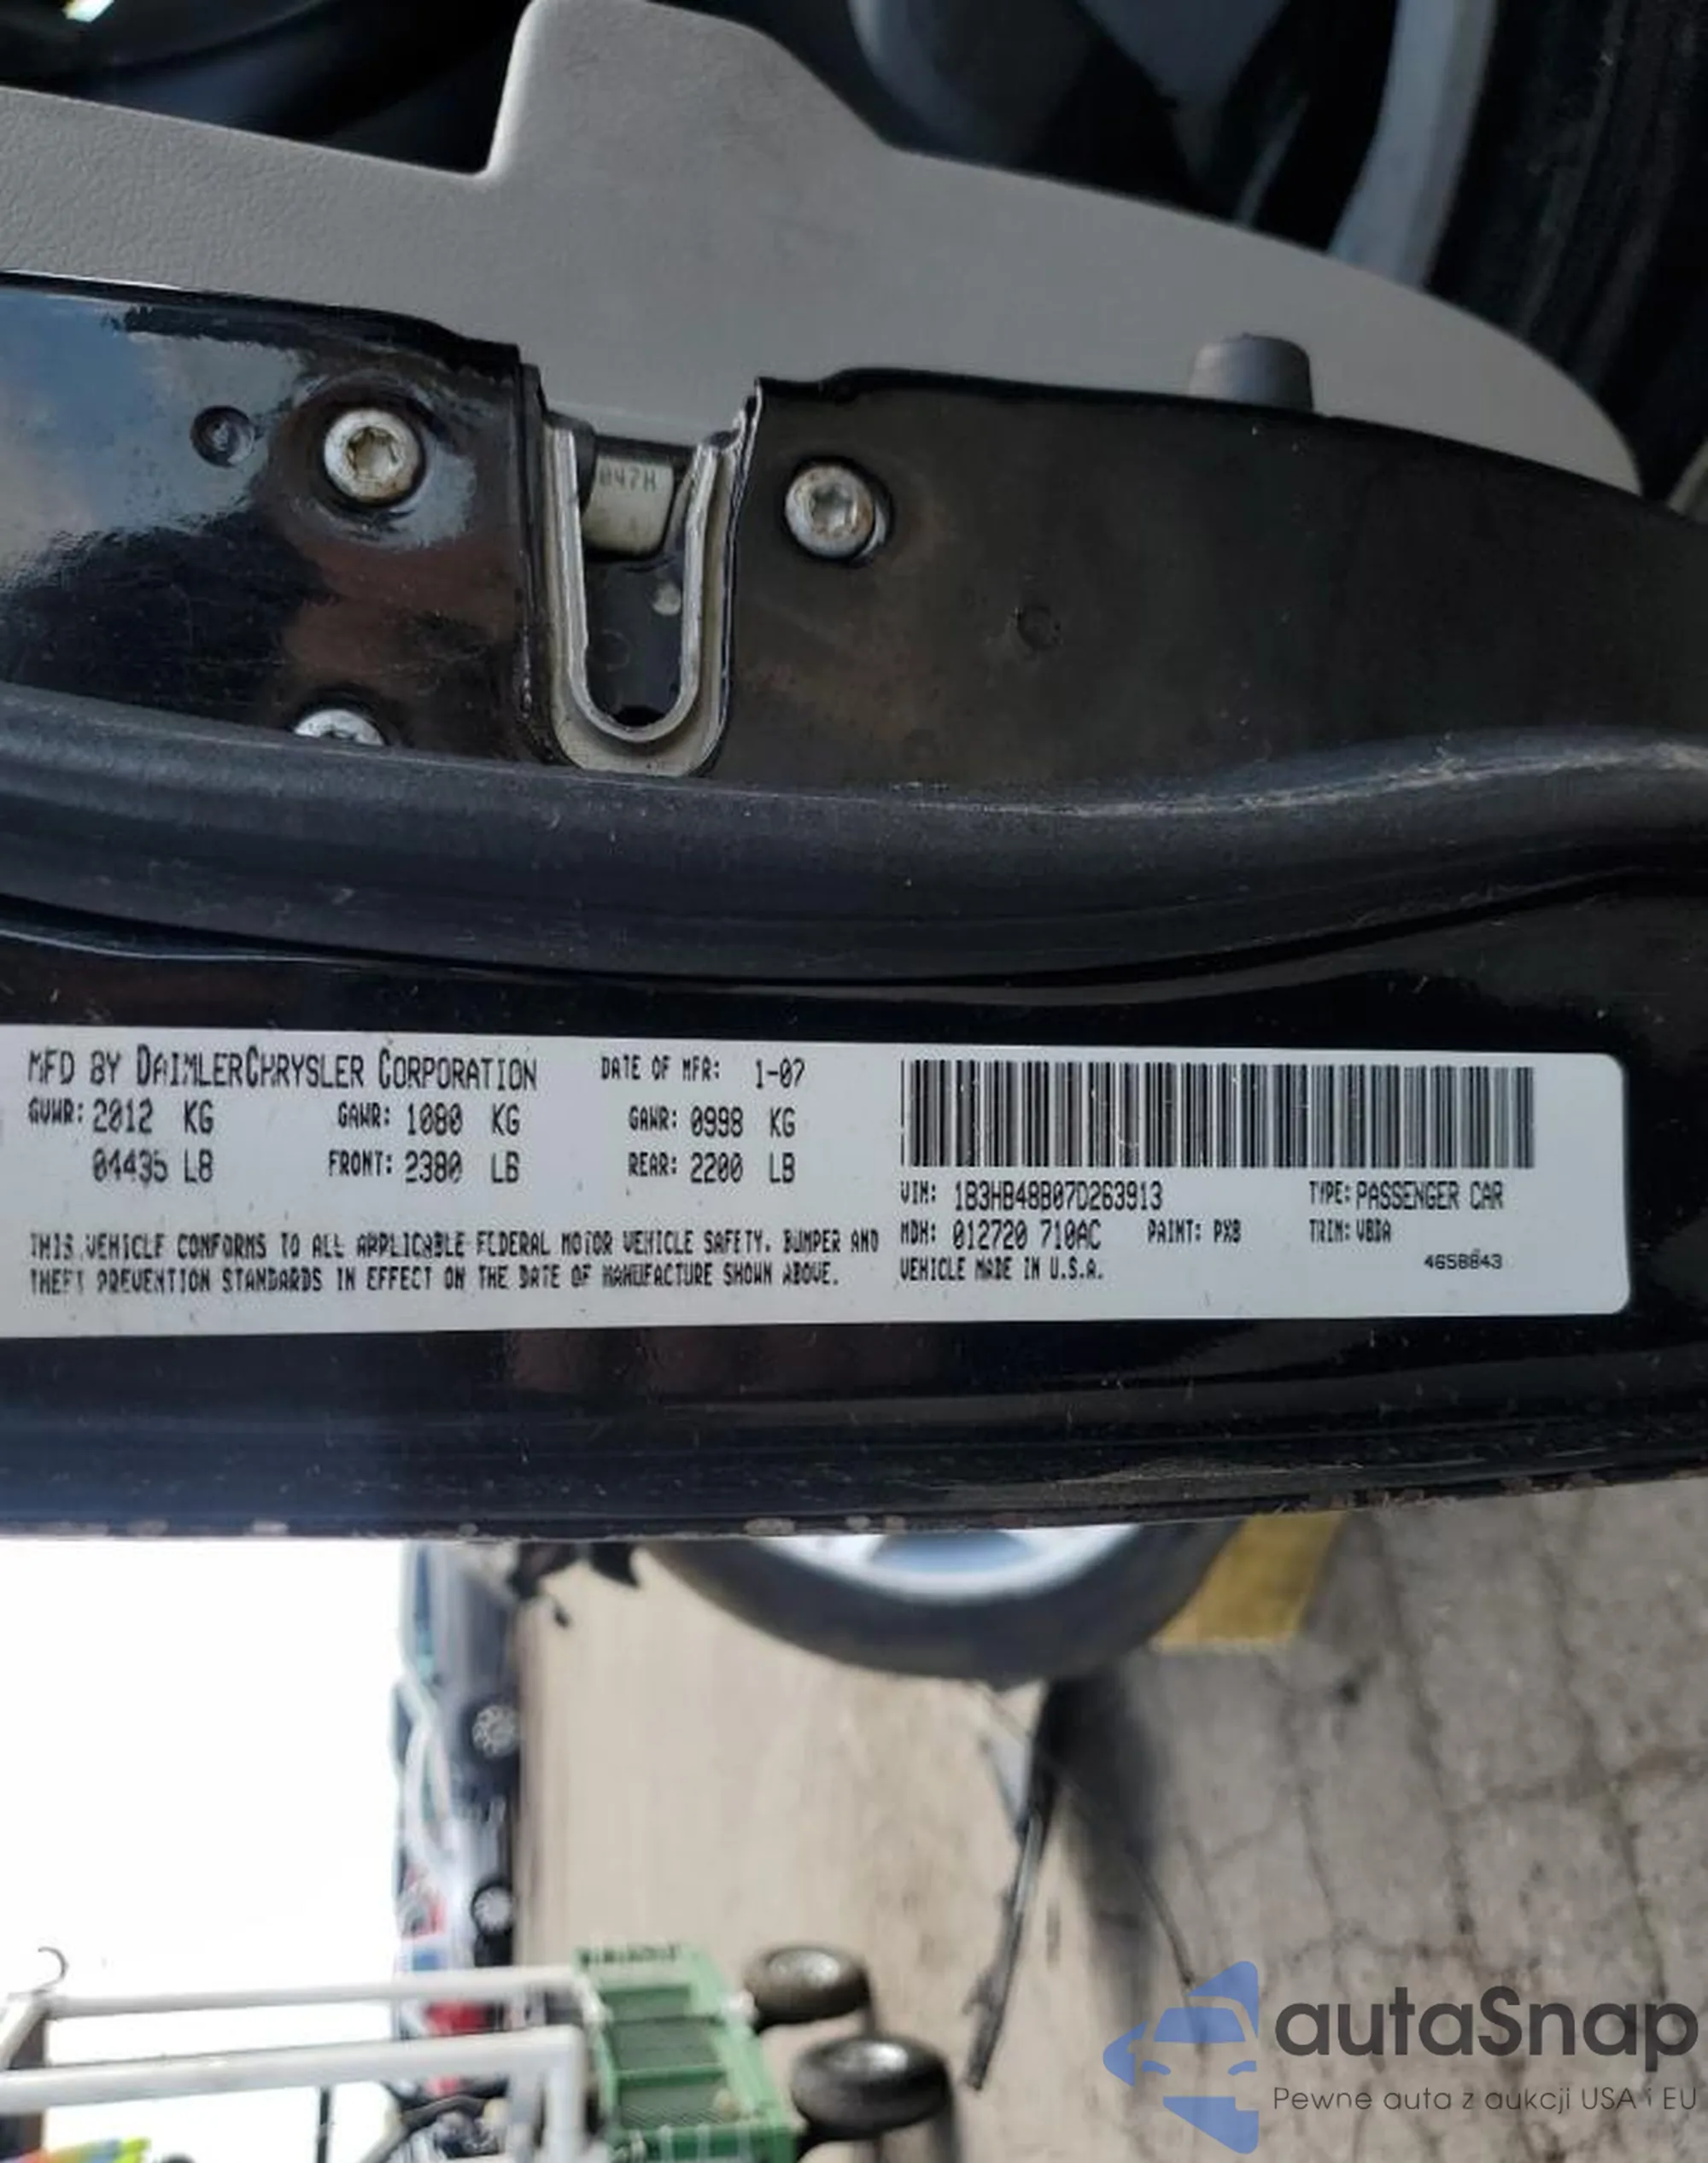 047H
MFD BY DAIMLERCHRYSLER CORPORATION DATE OF MFR: 1-07
GVWR: 2012 KG GAWR: 1080 KG GAWR: 0998 KG
04435 LB FRONT: 2380 LB REAR: 2200 LB
THIS VEHICLE CONFORMS TO ALL APPLICABLE FEDERAL MOTOR VEHICLE SAFETY, BUMPER AND
THEFT PREVENTION STANDARDS IN EFFECT ON THE DATE OF MANUFACTURE SHOWN ABOVE.
VIN: 1B3HB48B07D263913 TYPE: PASSENGER CAR
MDH: 012720 710AC PAINT: PX8 TRIM: VBDA
VEHICLE MADE IN U.S.A. 4658843
autaSnap
Pewne auta z aukcji USA i EU